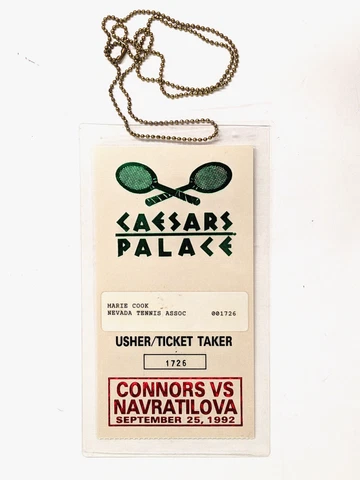 CAESARS
PALACE
MARIE COOK
NEVADA TENNIS ASSOC 001726
USHER/TICKET TAKER
1726
CONNORS VS
NAVRATILOVA
SEPTEMBER 25, 1992